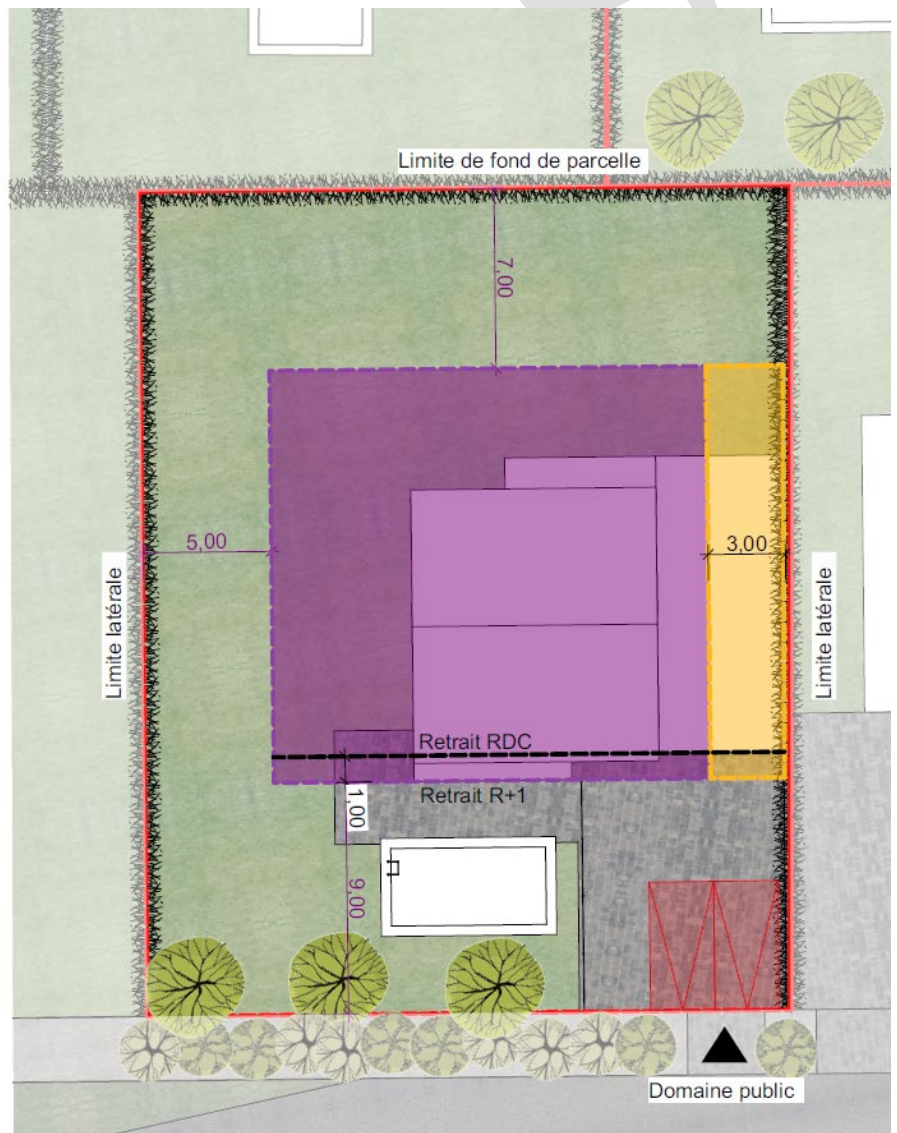 Limite de fond de parcelle
7,00
5,00
3,00
Limite latérale
Limite latérale
Retrait RDC
Retrait R+1
1,00
9,00
Domaine public